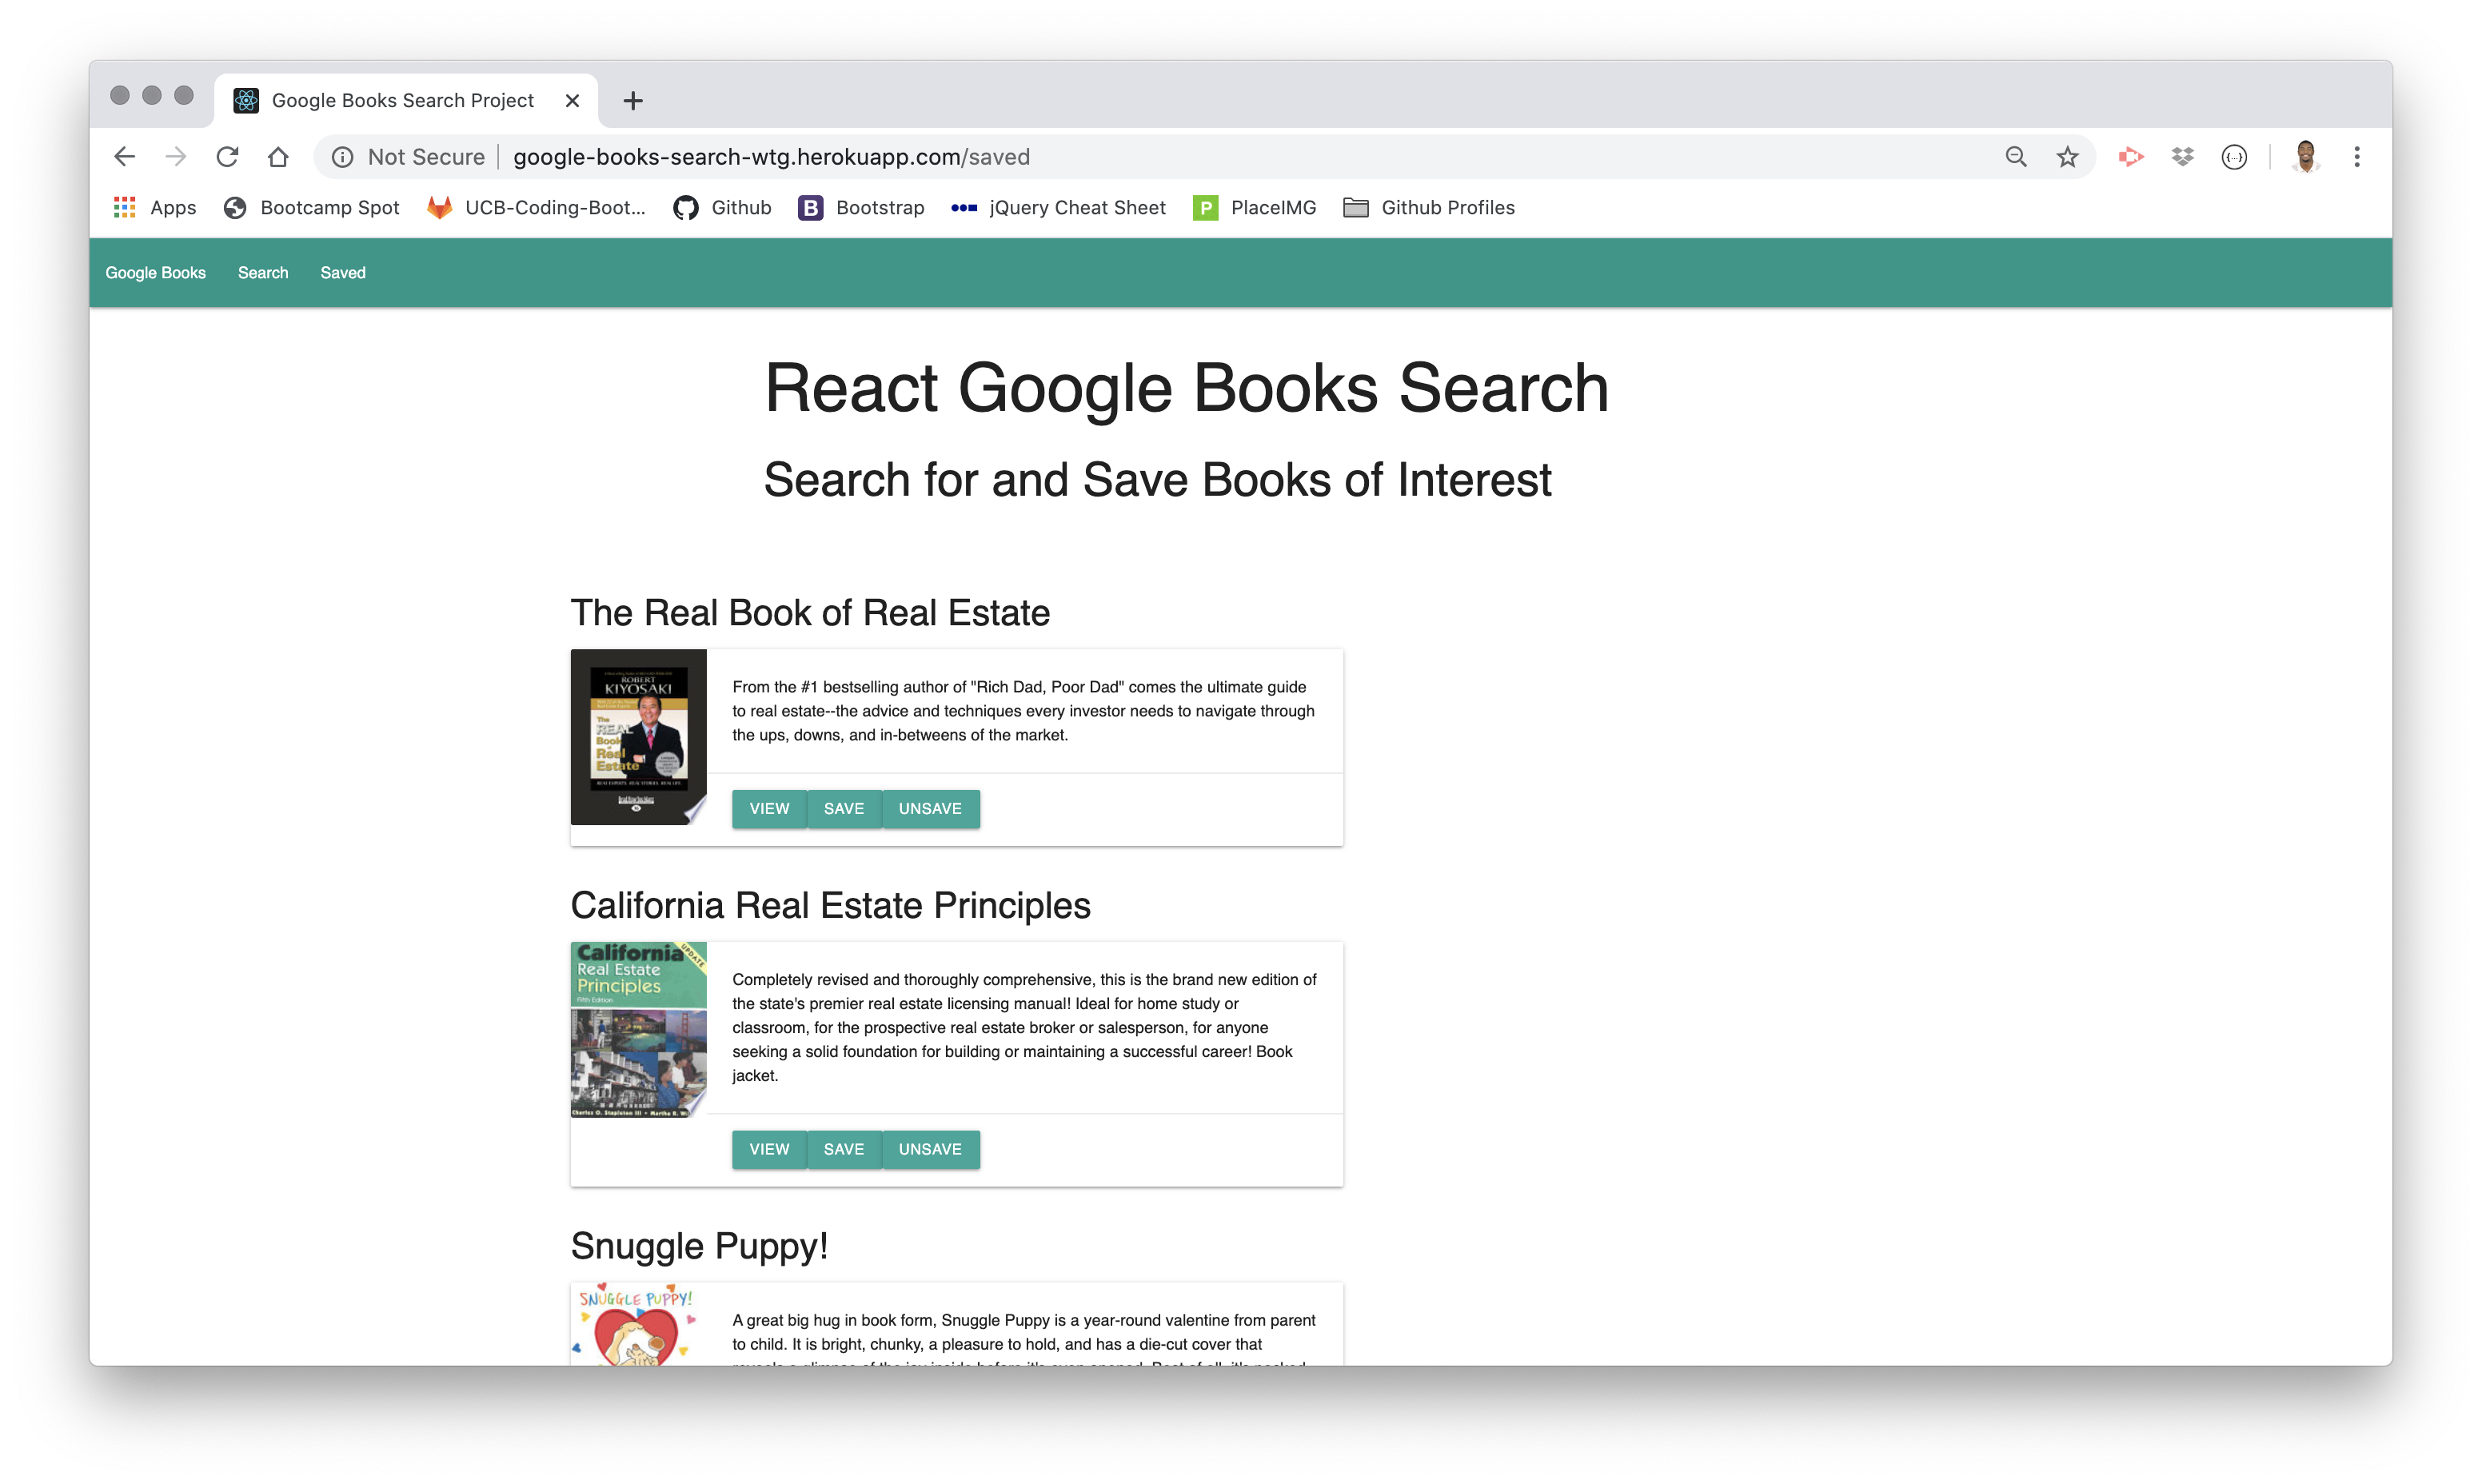 Google Books Search Project
Not Secure google-books-search-wtg.herokuapp.com/saved
Apps Bootcamp Spot UCB-Coding-Boot... Github B Bootstrap jQuery Cheat Sheet P PlaceIMG Github Profiles
Google Books Search Saved
React Google Books Search
Search for and Save Books of Interest
The Real Book of Real Estate
ROBERT
KIYOSAKI
The
REAL
Book
of
Real
Estate
From the #1 bestselling author of "Rich Dad, Poor Dad" comes the ultimate guide
to real estate--the advice and techniques every investor needs to navigate through
the ups, downs, and in-betweens of the market.
VIEW SAVE UNSAVE
California Real Estate Principles
California
UPDATE
Real Estate
Principles
Fifth Edition
Charles O. Stapleton III • Martha R.
Completely revised and thoroughly comprehensive, this is the brand new edition of
the state's premier real estate licensing manual! Ideal for home study or
classroom, for the prospective real estate broker or salesperson, for anyone
seeking a solid foundation for building or maintaining a successful career! Book
jacket.
VIEW SAVE UNSAVE
Snuggle Puppy!
SNUGGLE PUPPY!
A great big hug in book form, Snuggle Puppy is a year-round valentine from parent
to child. It is bright, chunky, a pleasure to hold, and has a die-cut cover that